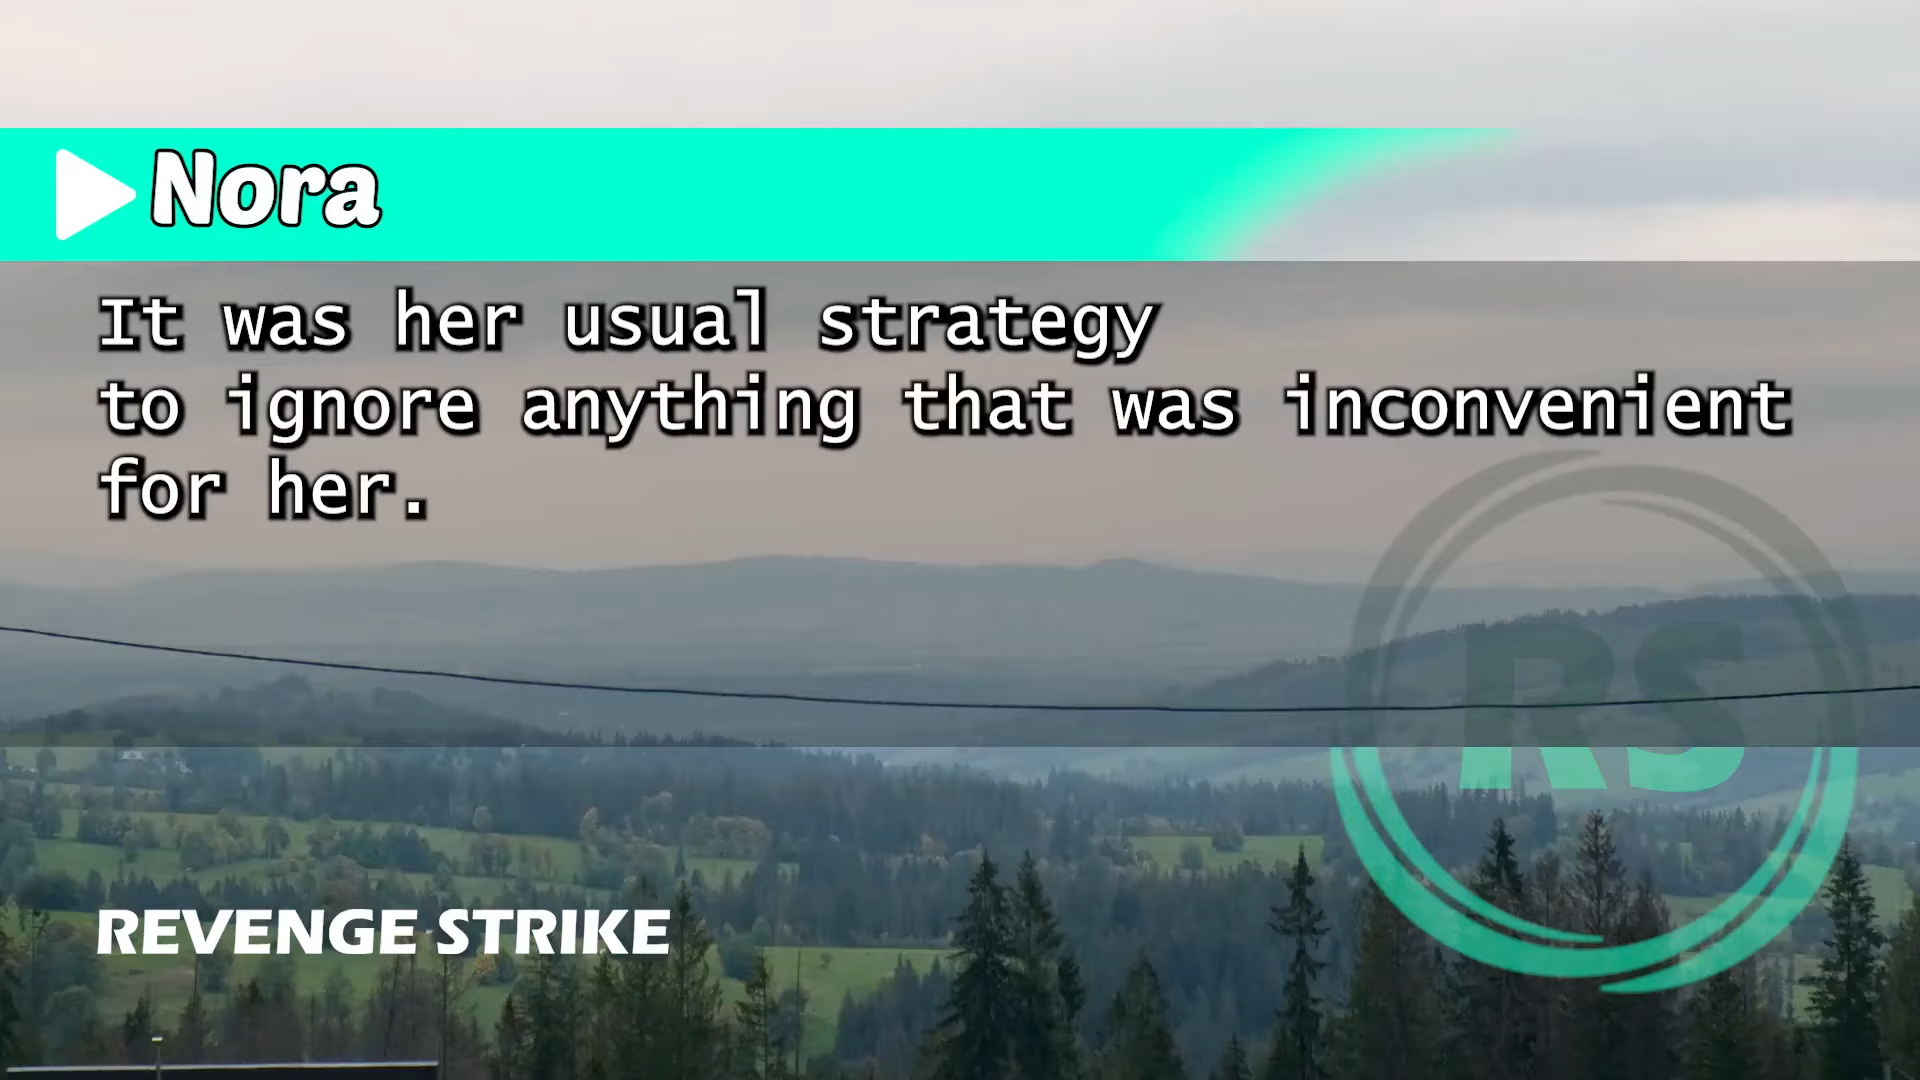 Nora
It was her usual strategy
to ignore anything that was inconvenient
for her.
RS
REVENGE STRIKE